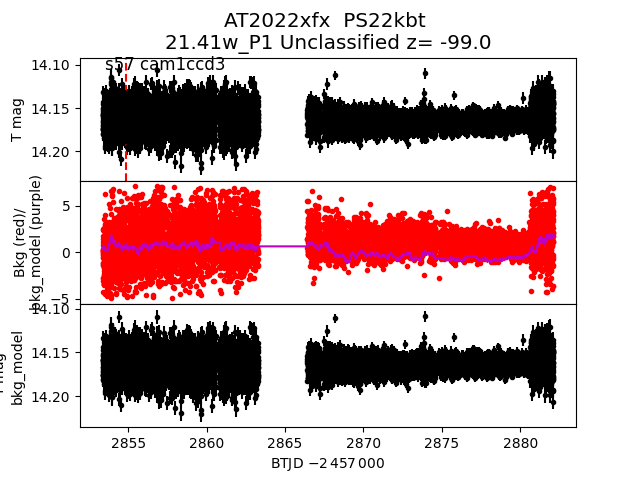 AT2022xfx  PS22kbt
21.41w_P1 Unclassified z= -99.0
s57 cam1ccd3
14.10
14.15
14.20
T mag
5
0
−5
Bkg (red)/
bkg_model (purple)
14.10
14.15
14.20
bkg_model
2855
2860
2865
2870
2875
2880
BTJD −2 457 000